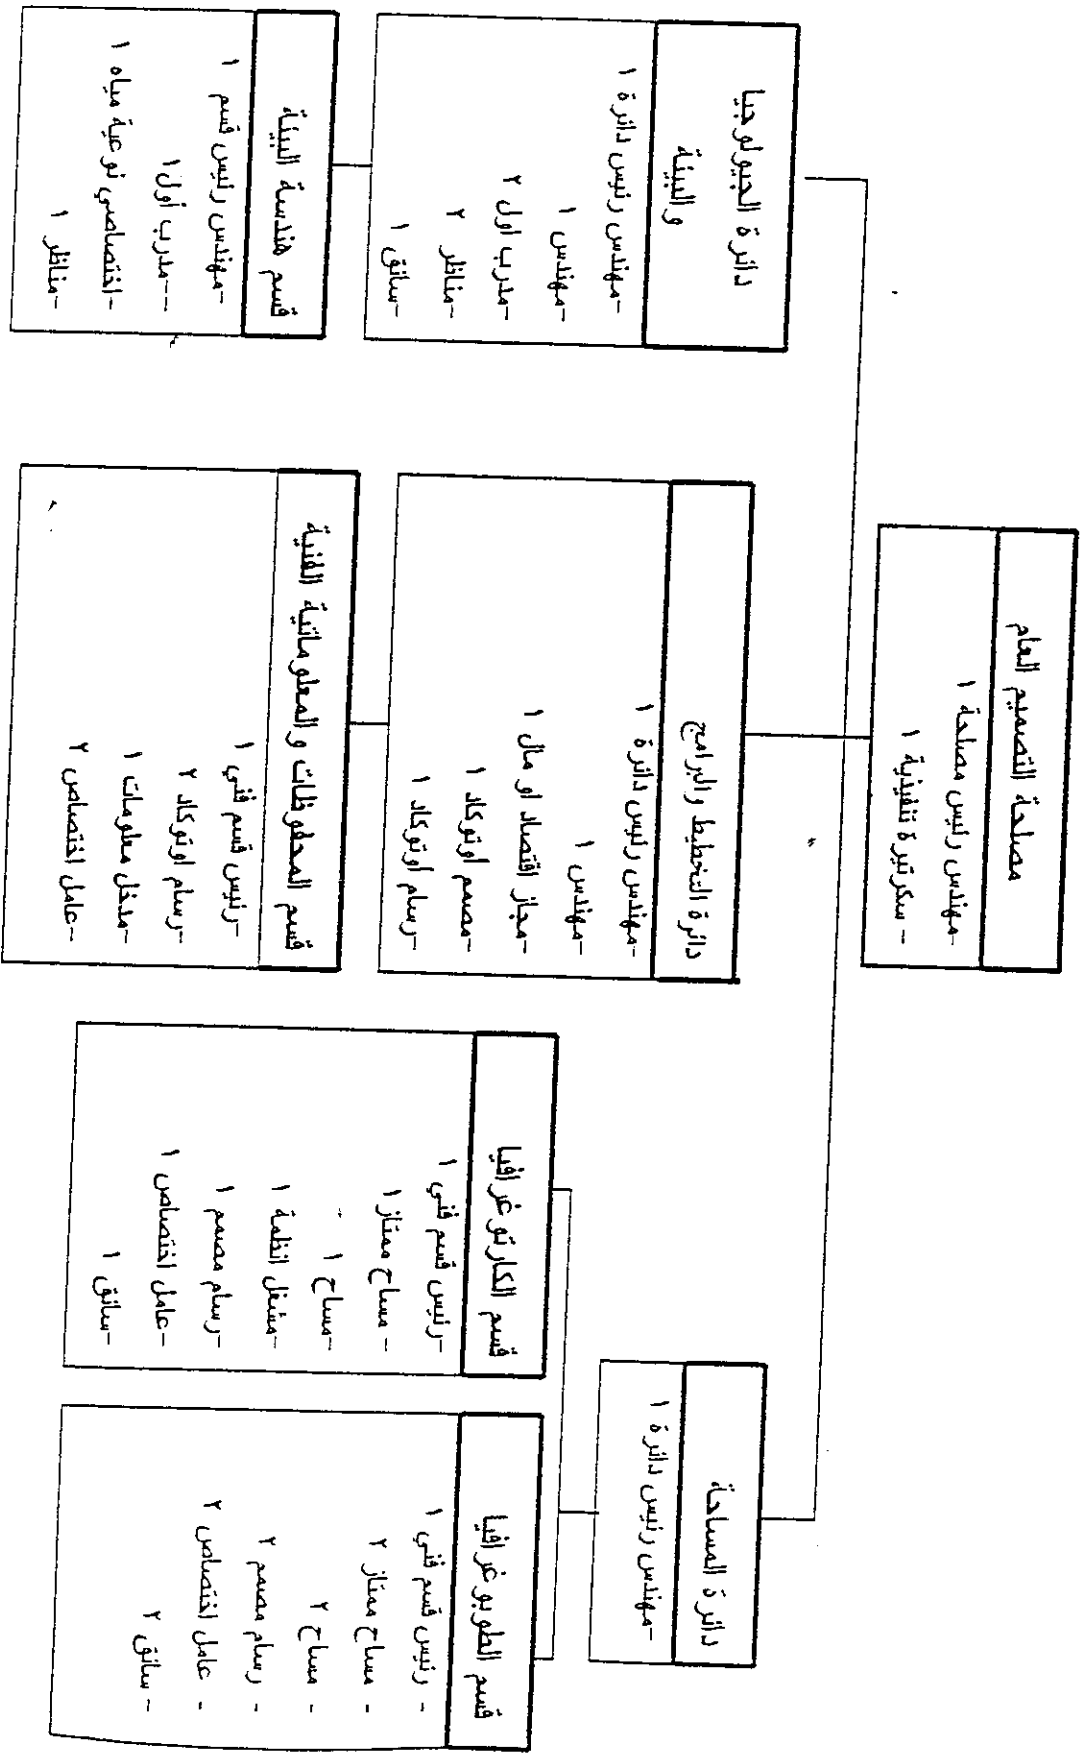 مصلحة التصميم العام
-مهندس رئيس مصلحة ١
- سكرتيرة تنفيذية ١
دائرة المساحة
-مهندس رئيس دائرة ١
دائرة التخطيط والبرامج
-مهندس رئيس دائرة ١
-مهندس ١
-مجاز اقتصاد او مال ١
-مصمم اوتوكاد ١
-رسام اوتوكاد ١
دائرة الجيولوجيا
والبيئة
-مهندس رئيس دائرة ١
-مهندس ١
-مدرب اول ٢
-مناظر ٢
-سائق ١
قسم الطوبوغرافيا
- رئيس قسم فني ١
- مساح ممتاز ٢
- مساح ٢
- رسام مصمم ٢
- عامل اختصاص ٢
- سائق ٢
قسم الكارتوغرافيا
-رئيس قسم فني ١
- مساح ممتاز ١
-مساح ١
-مشغل انظمة ١
-رسام مصمم ١
-عامل اختصاص ١
-سائق ١
قسم المحفوظات والمعلوماتية الفنية
-رئيس قسم فني ١
-رسام اوتوكاد ٢
-مدخل معلومات ١
-عامل اختصاص ٢
قسم هندسة البيئة
-مهندس رئيس قسم ١
---مدرب أول ١
-اختصاصي نوعية مياه ١
-مناظر ١